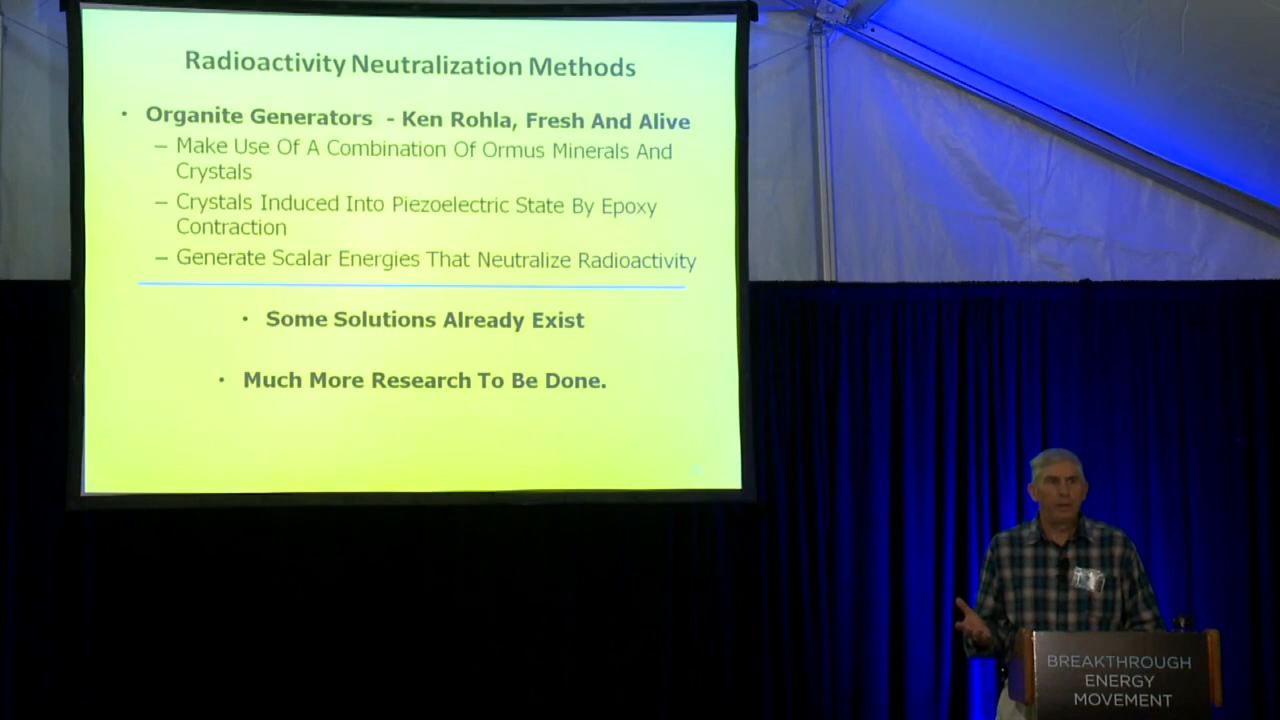 Radioactivity Neutralization Methods
• Organite Generators - Ken Rohla, Fresh And Alive
– Make Use Of A Combination Of Ormus Minerals And
Crystals
– Crystals Induced Into Piezoelectric State By Epoxy
Contraction
– Generate Scalar Energies That Neutralize Radioactivity
• Some Solutions Already Exist
• Much More Research To Be Done.
BREAKTHROUGH
ENERGY
MOVEMENT